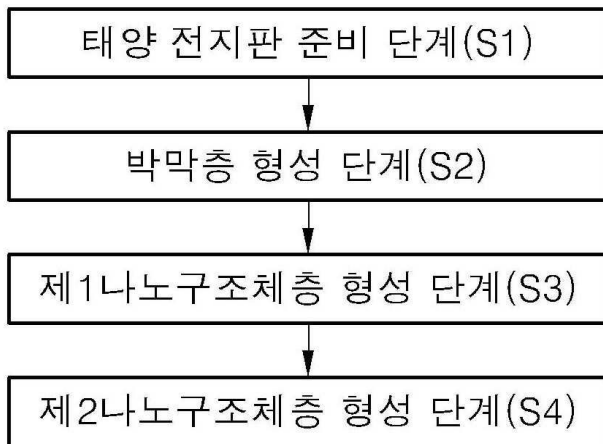 태양 전지판 준비 단계(S1)
박막층 형성 단계(S2)
제1나노구조체층 형성 단계(S3)
제2나노구조체층 형성 단계(S4)